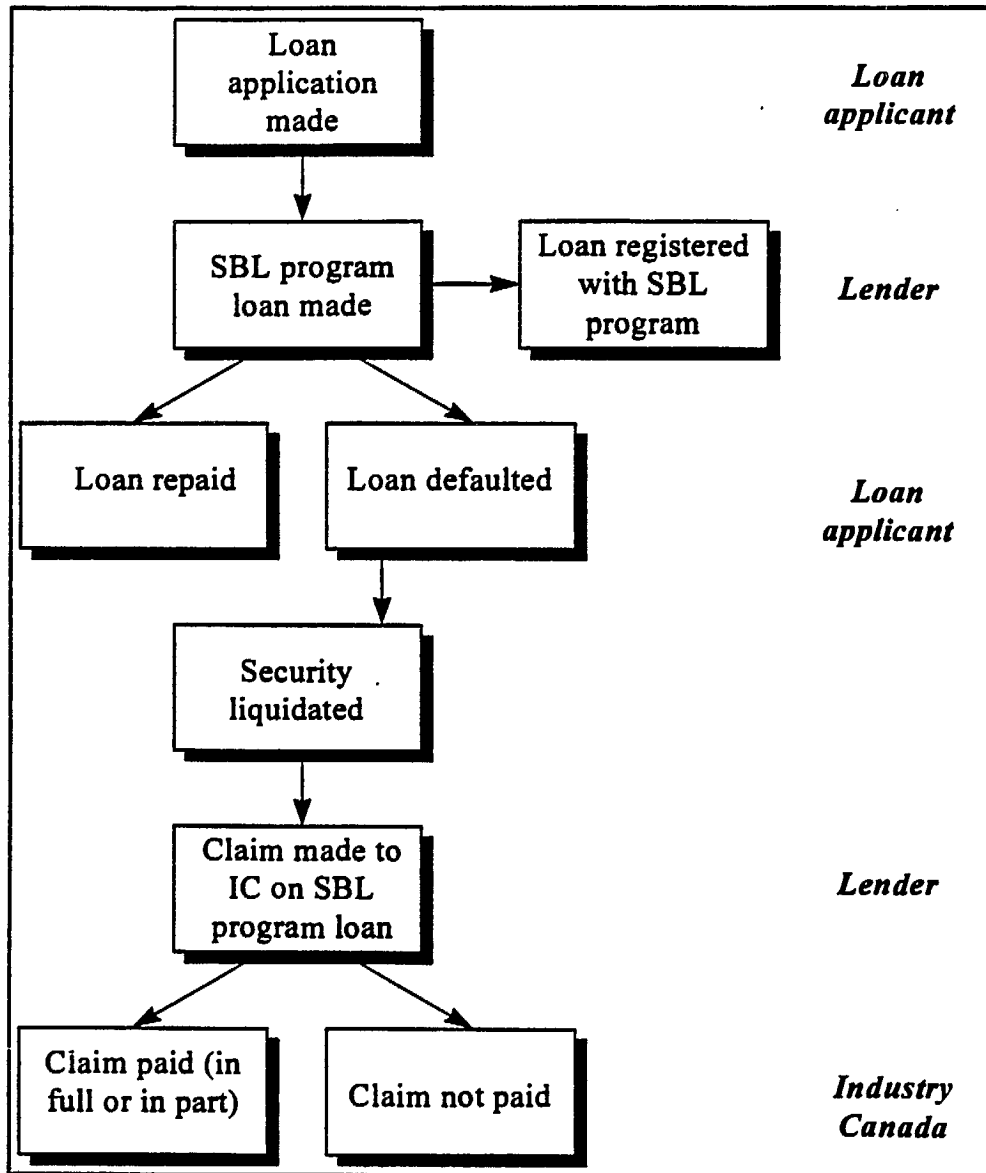 Loan
application
made
Loan
applicant
SBL program
loan made
Loan registered
with SBL
program
Lender
Loan repaid
Loan defaulted
Loan
applicant
Security
liquidated
Claim made to
IC on SBL
program loan
Lender
Claim paid (in
full or in part)
Claim not paid
Industry
Canada